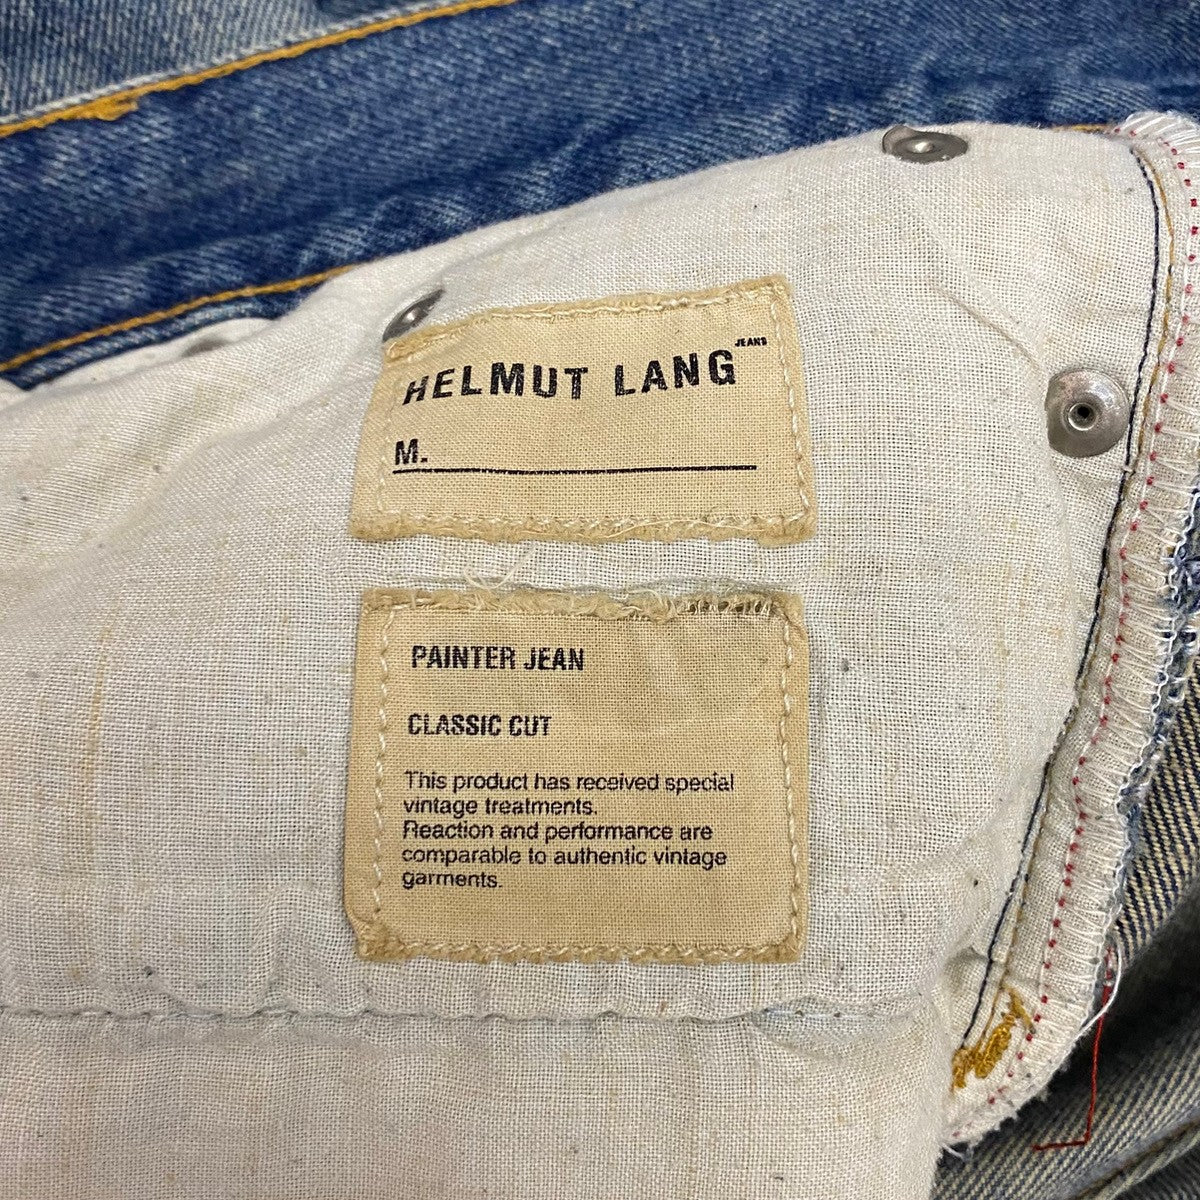 HELMUT LANG JEANS
M.
PAINTER JEAN
CLASSIC CUT
This product has received special
vintage treatments.
Reaction and performance are
comparable to authentic vintage
garments.